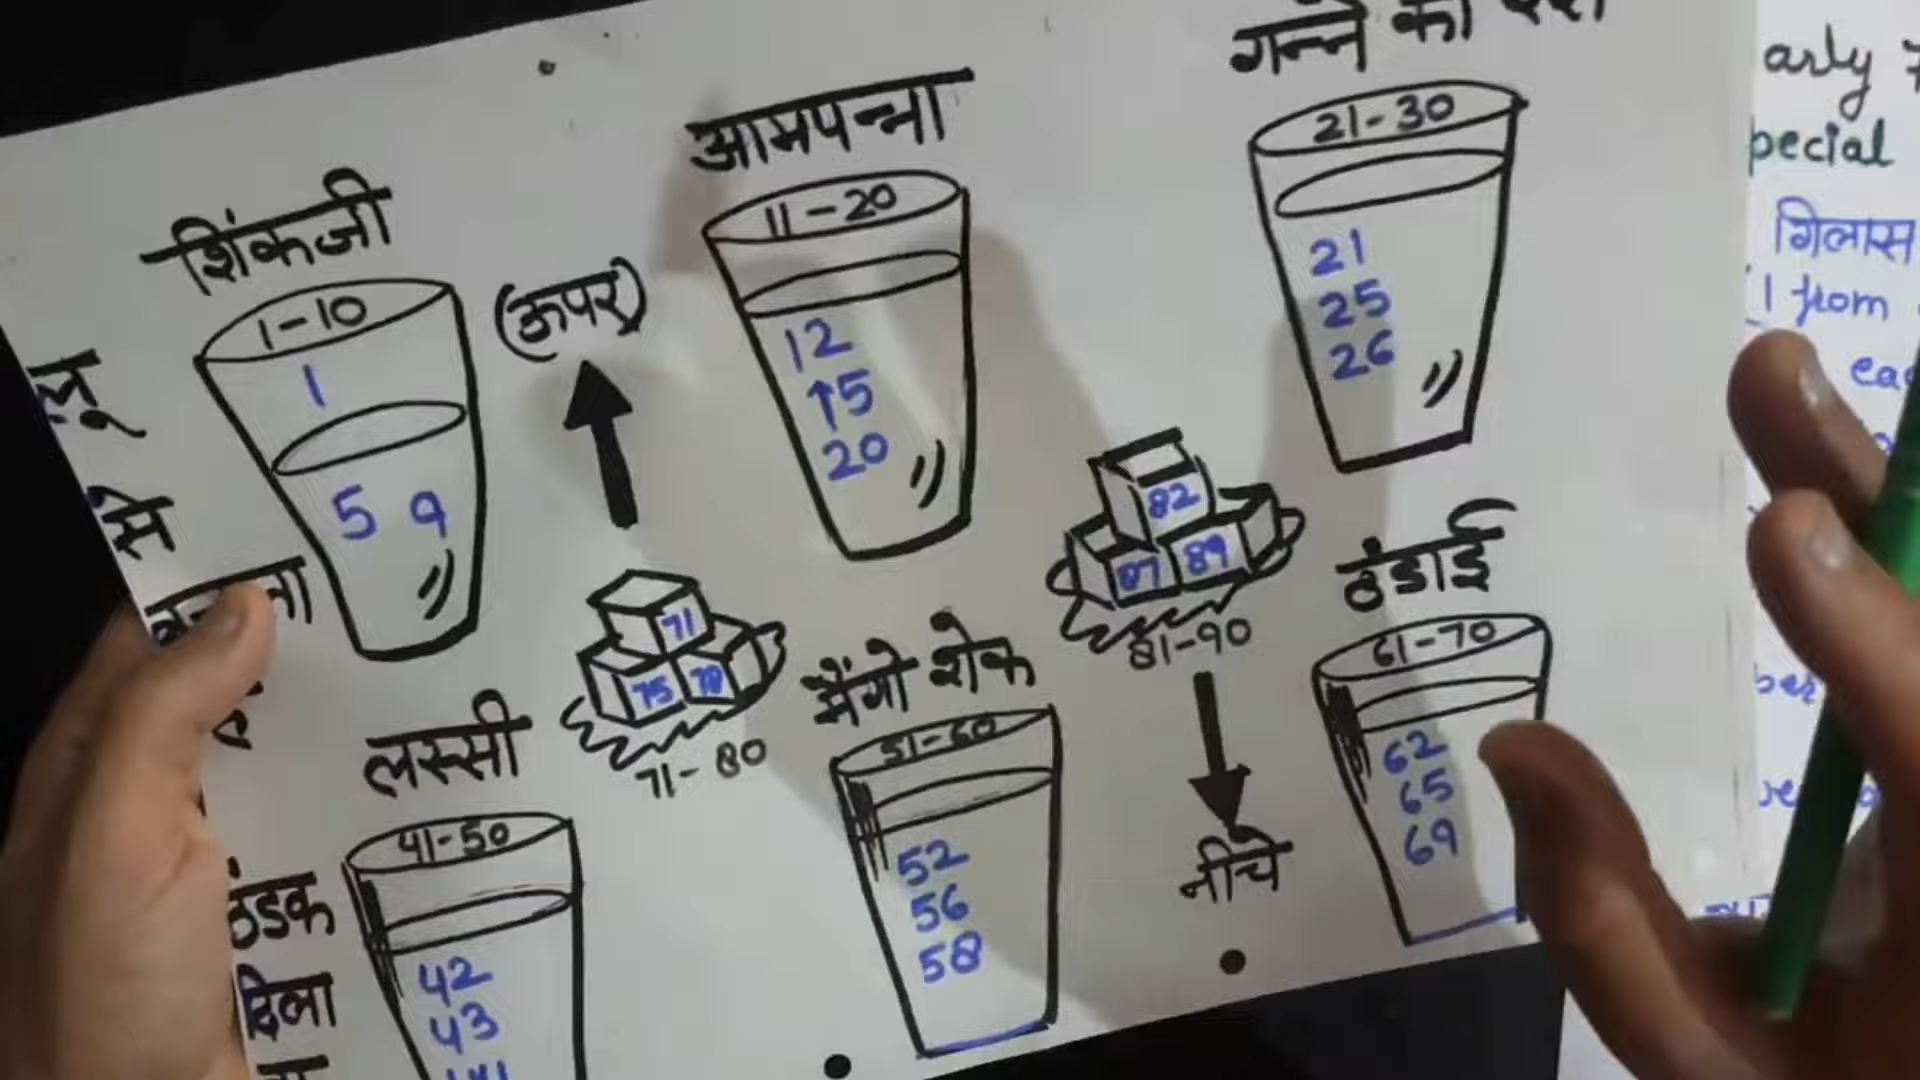 गन्ने का रस
आमपन्ना
21-30
11-20
शिंकजी
21
25
26
(ऊपर)
1-10
1
12
15
20
5 9
82
87 89
81-90
ठंडाई
61-70
62
65
69
71
75 78
71-80
मैंगो शेक
51-60
52
56
58
नीचे
लस्सी
41-50
42
43
44
लू
से
ठंडक
दिला
arly
pecial
गिलास
1 from